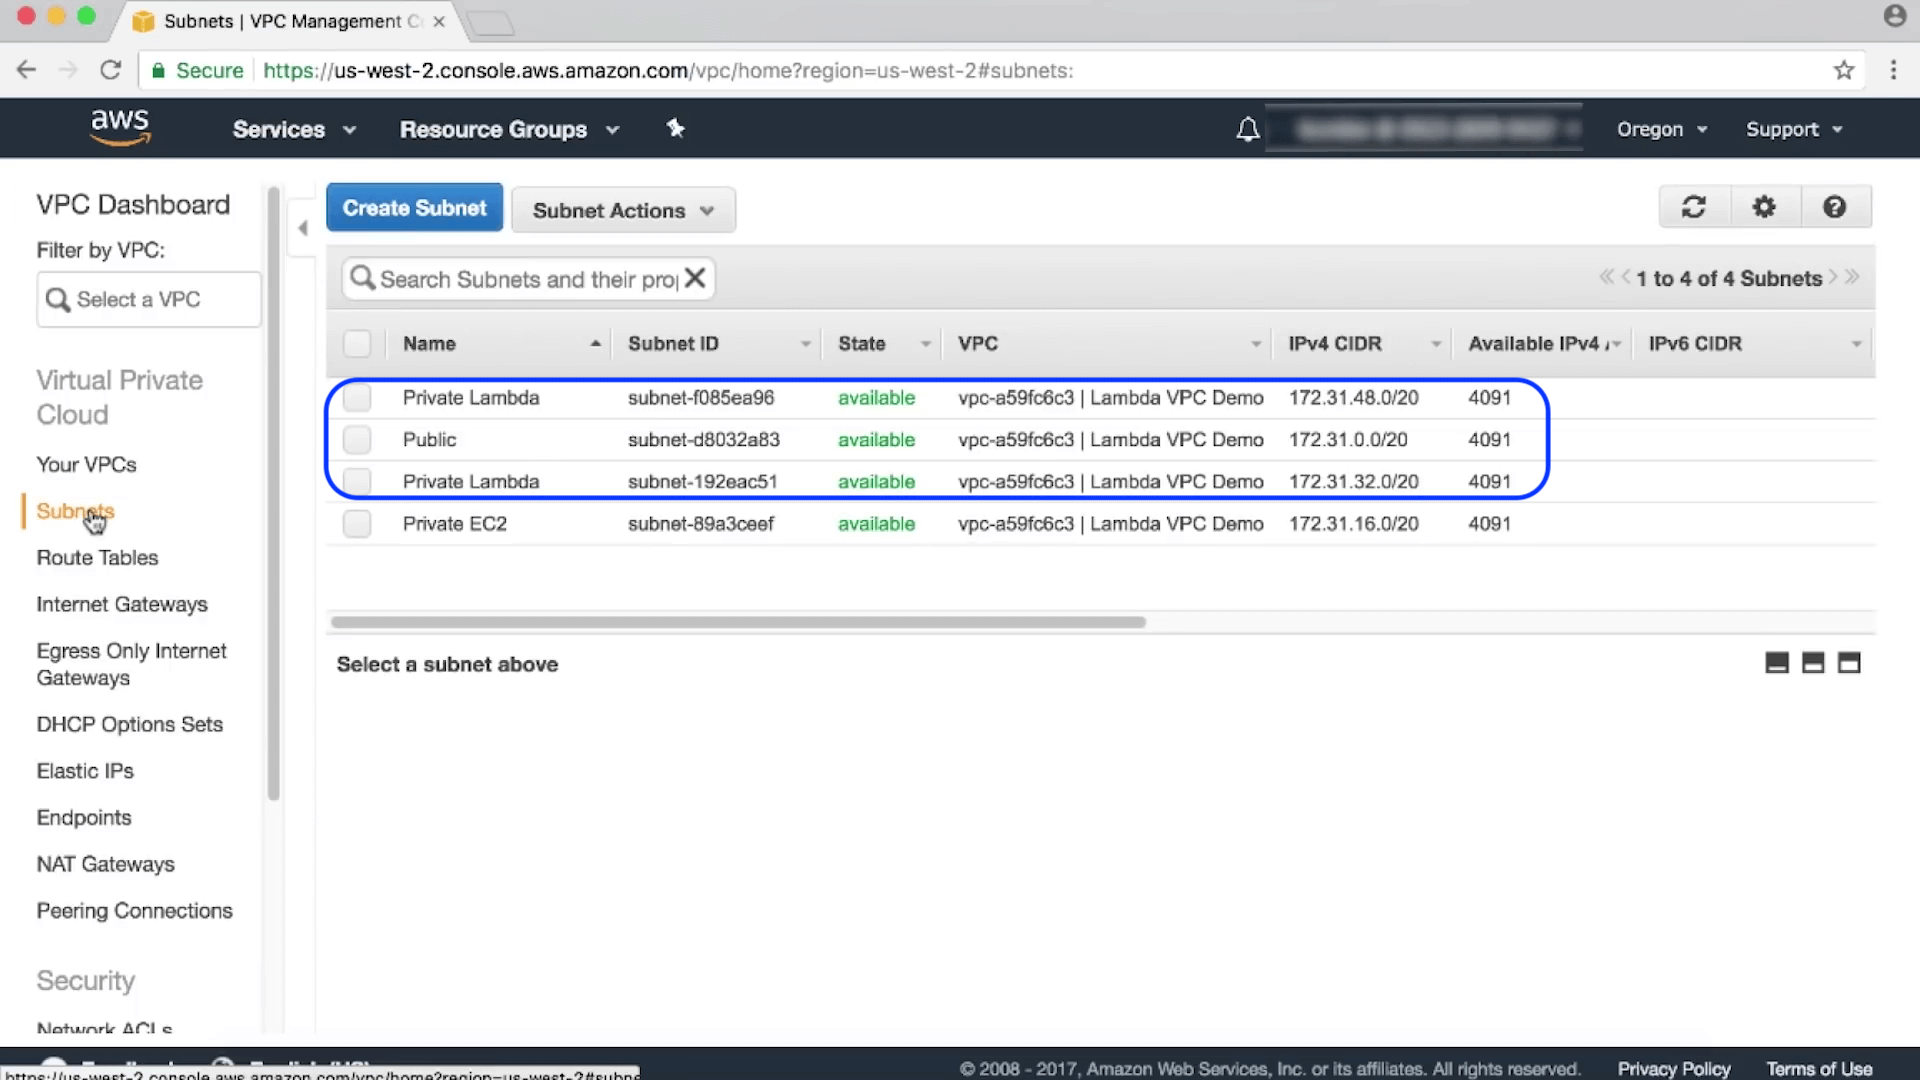 Subnets | VPC Management C
Secure https://us-west-2.console.aws.amazon.com/vpc/home?region=us-west-2#subnets:
aws Services Resource Groups Oregon Support
VPC Dashboard
Filter by VPC:
Select a VPC
Virtual Private
Cloud
Your VPCs
Subnets
Route Tables
Internet Gateways
Egress Only Internet
Gateways
DHCP Options Sets
Elastic IPs
Endpoints
NAT Gateways
Peering Connections
Security
Network ACLs
Create Subnet Subnet Actions
Search Subnets and their pro 1 to 4 of 4 Subnets
Name Subnet ID State VPC IPv4 CIDR Available IPv4 IPv6 CIDR
Private Lambda subnet-f085ea96 available vpc-a59fc6c3 | Lambda VPC Demo 172.31.48.0/20 4091
Public subnet-d8032a83 available vpc-a59fc6c3 | Lambda VPC Demo 172.31.0.0/20 4091
Private Lambda subnet-192eac51 available vpc-a59fc6c3 | Lambda VPC Demo 172.31.32.0/20 4091
Private EC2 subnet-89a3ceef available vpc-a59fc6c3 | Lambda VPC Demo 172.31.16.0/20 4091
Select a subnet above
https://us-west-2.console.aws.amazon.com/vpc/home?region=us-west-2#subne
© 2008 - 2017, Amazon Web Services, Inc. or its affiliates. All rights reserved. Privacy Policy Terms of Use